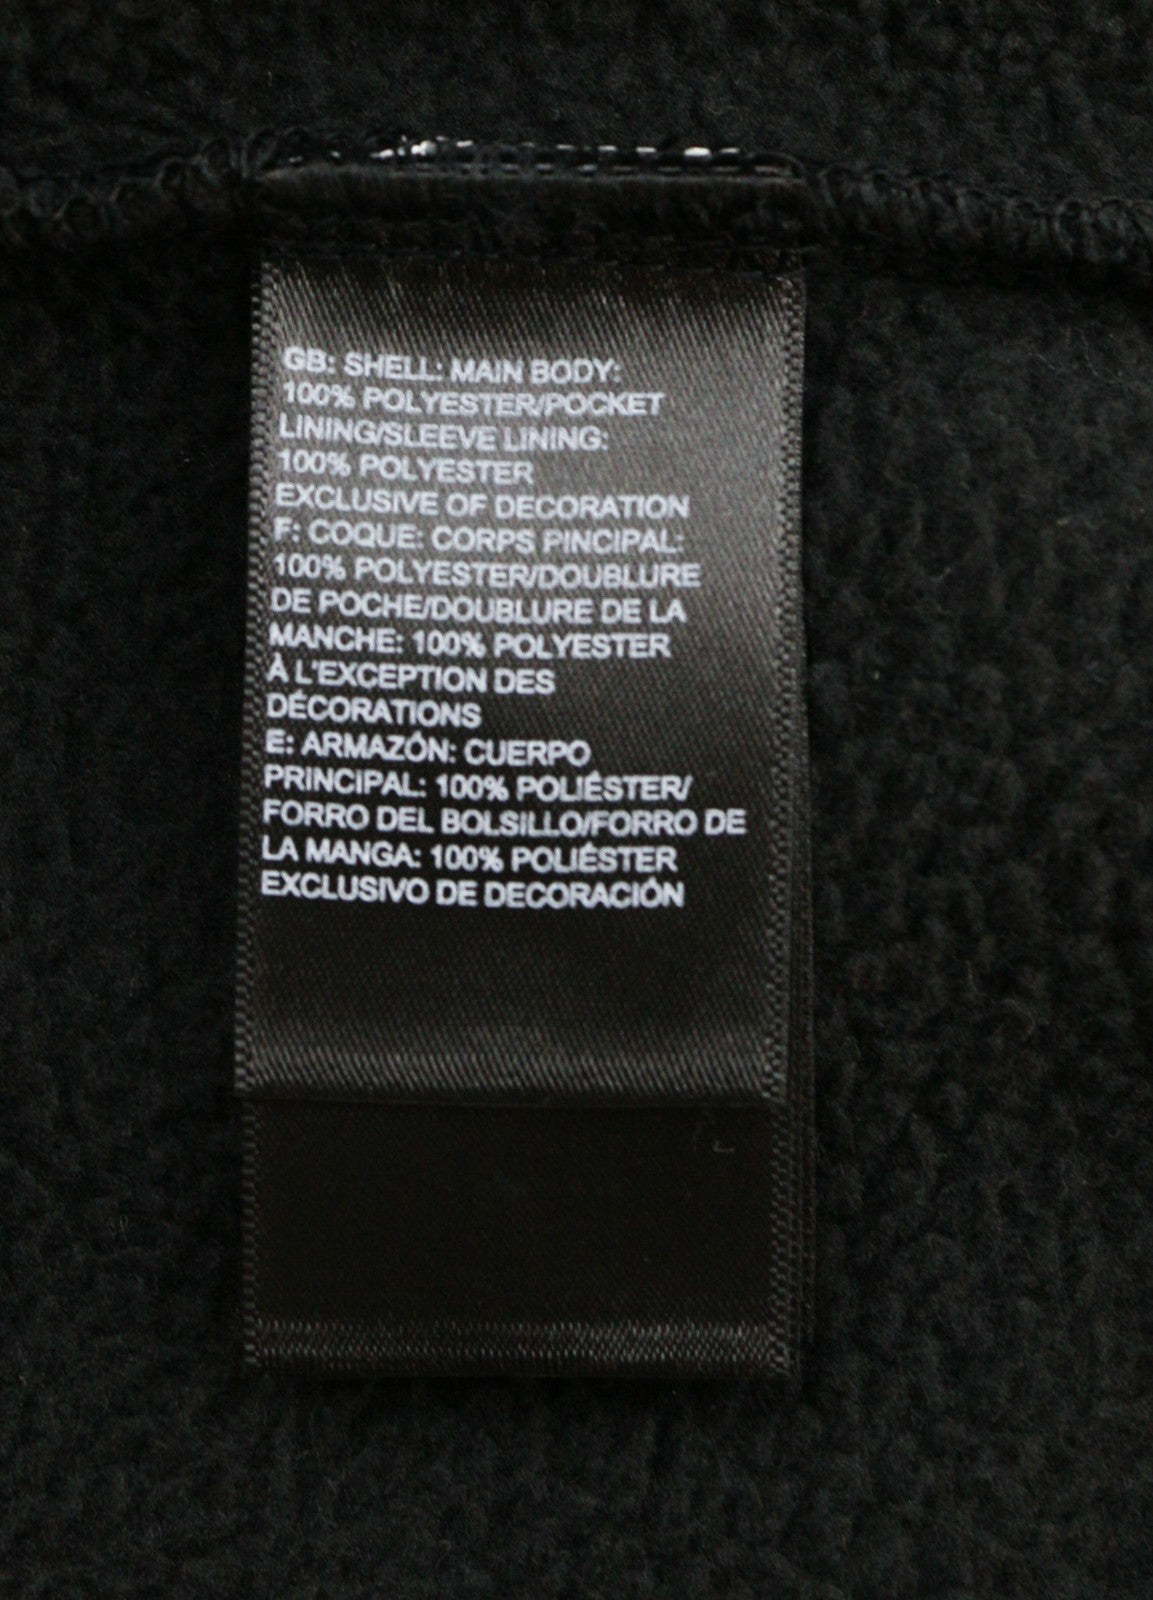 GB: SHELL: MAIN BODY:
100% POLYESTER/POCKET
LINING/SLEEVE LINING:
100% POLYESTER
EXCLUSIVE OF DECORATION
F: COQUE: CORPS PINCIPAL:
100% POLYESTER/DOUBLURE
DE POCHE/DOUBLURE DE LA
MANCHE: 100% POLYESTER
À L'EXCEPTION DES
DÉCORATIONS
E: ARMAZÓN: CUERPO
PRINCIPAL: 100% POLIÉSTER/
FORRO DEL BOLSILLO/FORRO DE
LA MANGA: 100% POLIÉSTER
EXCLUSIVO DE DECORACIÓN